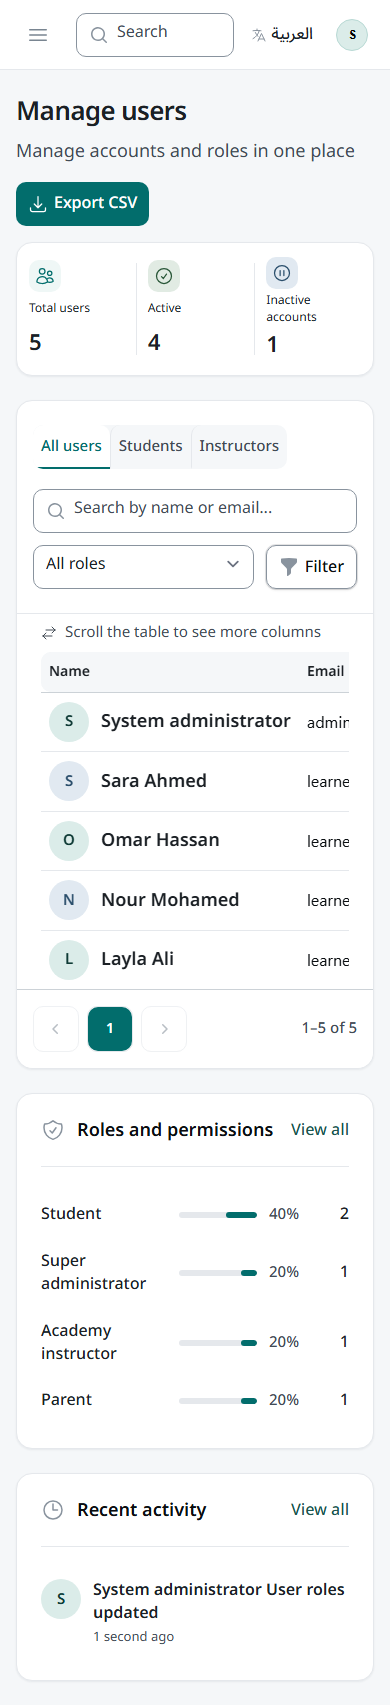 Search
العربية
S
Manage users
Manage accounts and roles in one place
Export CSV
Total users
5
Active
4
Inactive
accounts
1
All users
Students
Instructors
Search by name or email...
All roles
Filter
Scroll the table to see more columns
Name
Email
S
System administrator
admin
S
Sara Ahmed
learne
O
Omar Hassan
learne
N
Nour Mohamed
learne
L
Layla Ali
learne
1
1–5 of 5
Roles and permissions
View all
Student
40%
2
Super
administrator
20%
1
Academy
instructor
20%
1
Parent
20%
1
Recent activity
View all
S
System administrator User roles
updated
1 second ago